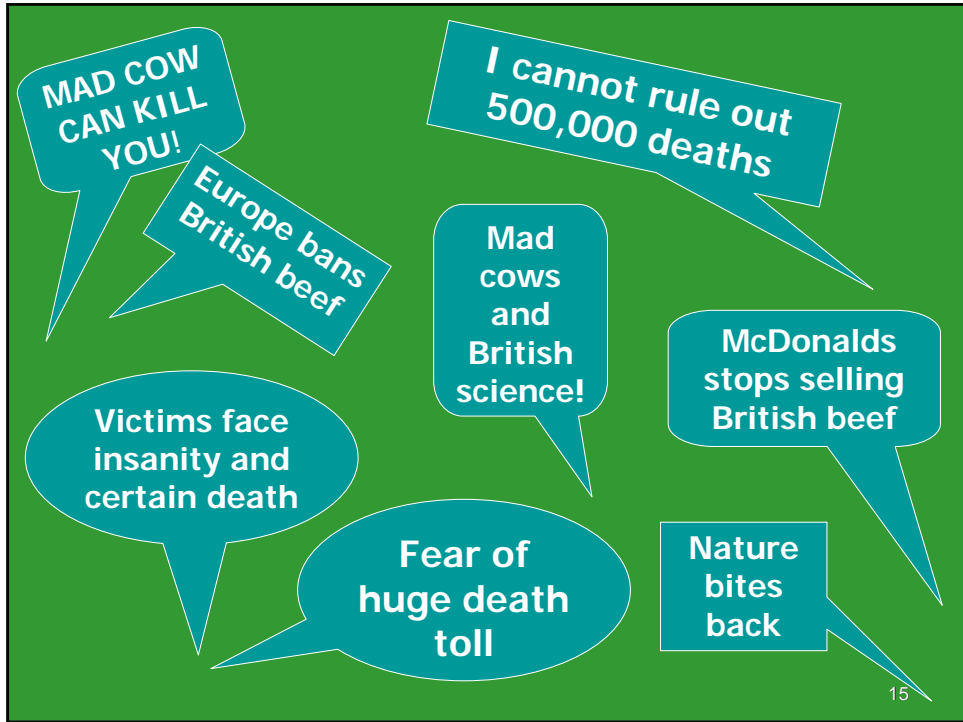 MAD COW
CAN KILL
YOU!
I cannot rule out
500,000 deaths
Europe bans
British beef
Mad
cows
and
British
science!
McDonalds
stops selling
British beef
Victims face
insanity and
certain death
Fear of
huge death
toll
Nature
bites
back
15